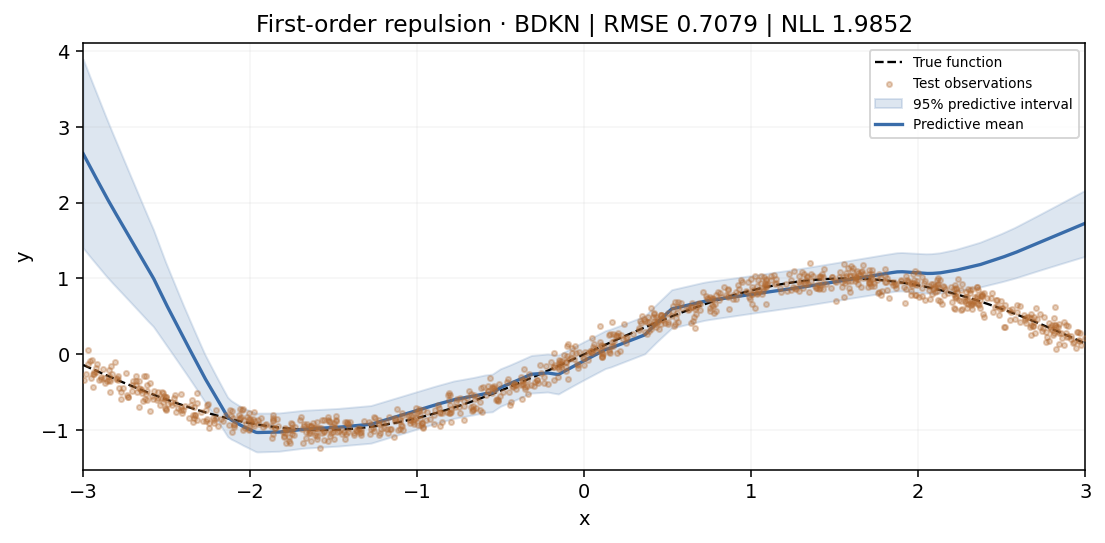 First-order repulsion · BDKN | RMSE 0.7079 | NLL 1.9852
True function
Test observations
95% predictive interval
Predictive mean
y
4
3
2
1
0
−1
−3
−2
−1
0
1
2
3
x